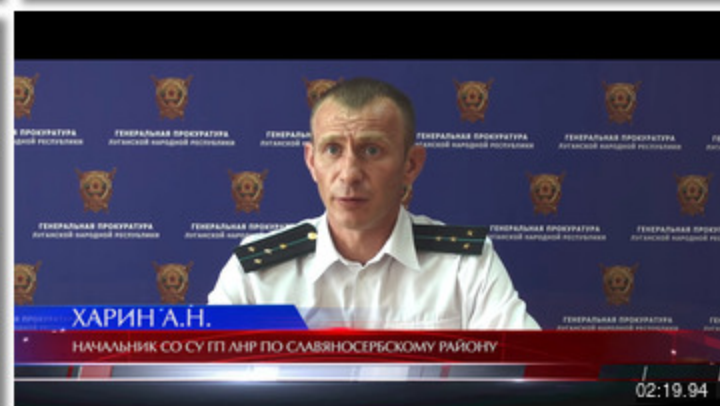 ГЕНЕРАЛЬНАЯ ПРОКУРАТУРА
ЛУГАНСКОЙ НАРОДНОЙ РЕСПУБЛИКИ
ХАРИН А.Н.
НАЧАЛЬНИК СО СУ ГП ЛНР ПО СЛАВЯНОСЕРБСКОМУ РАЙОНУ
02:19.94